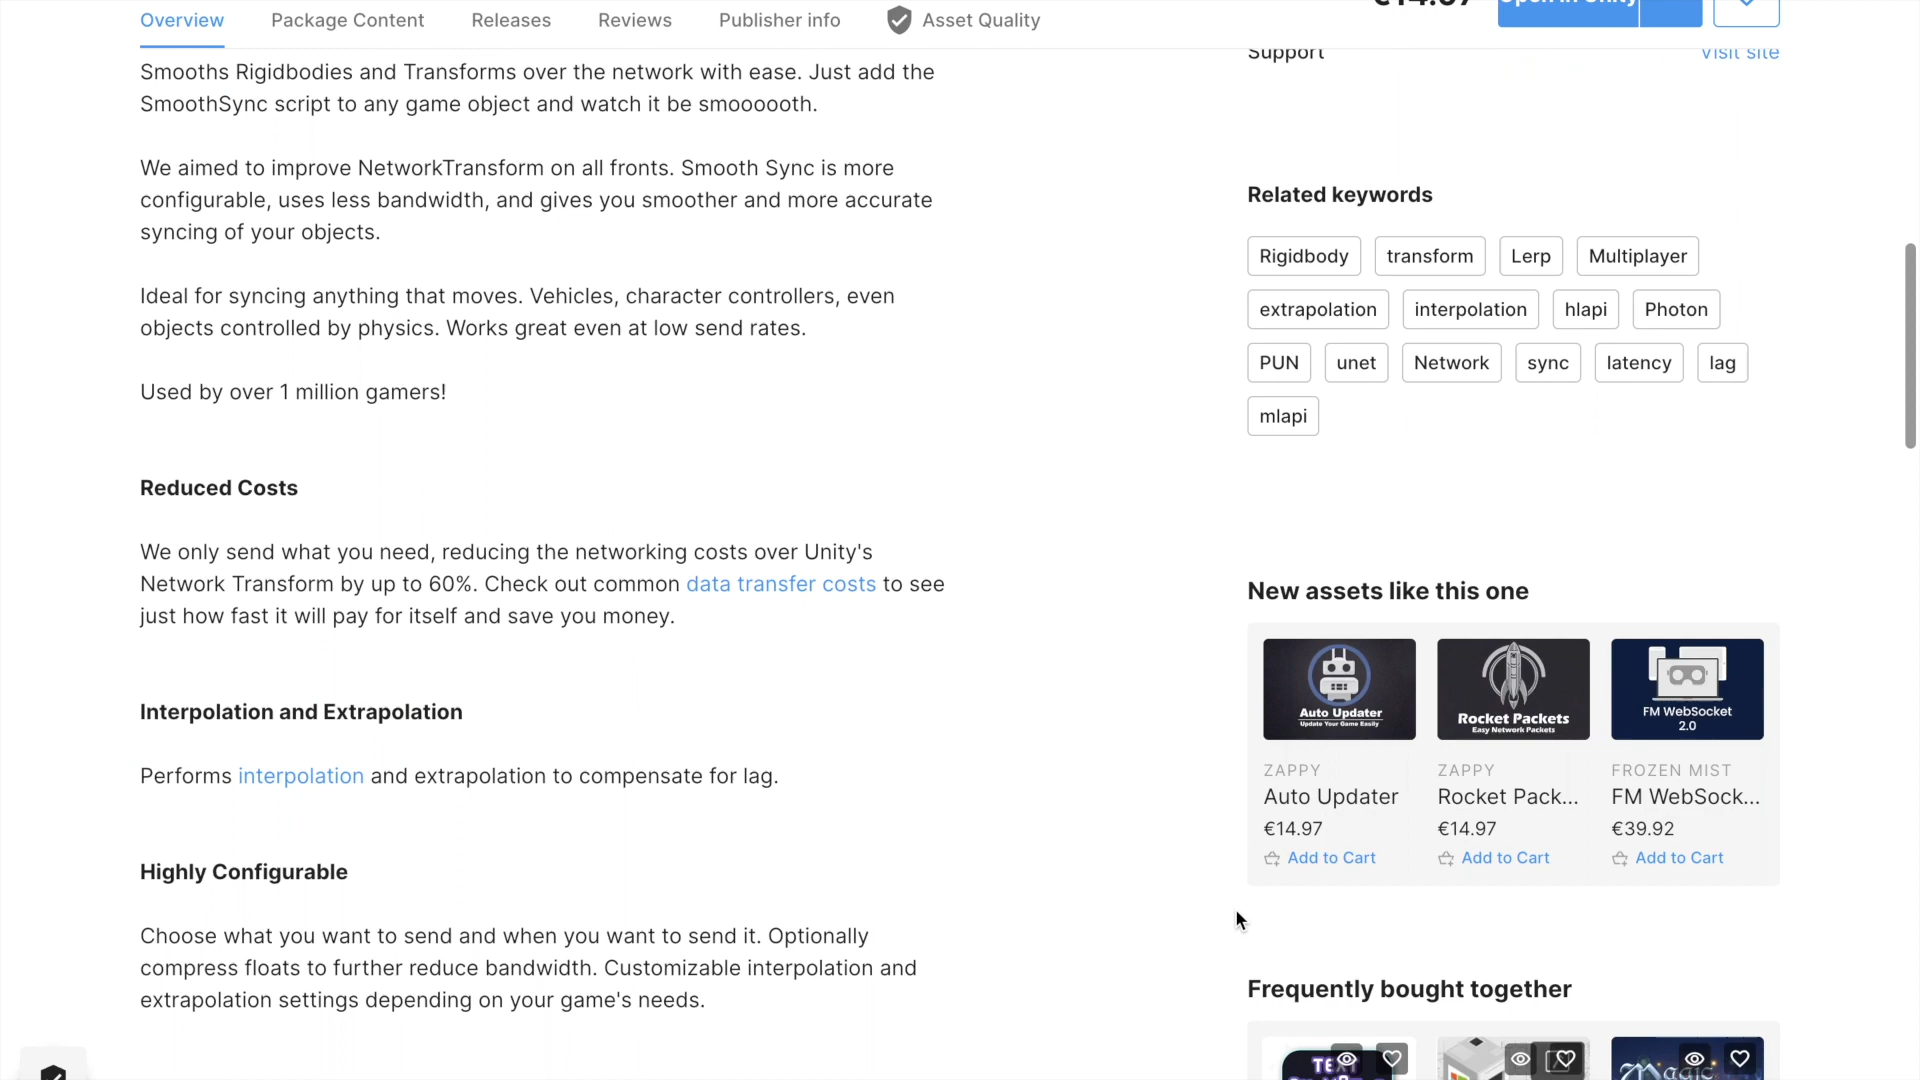 Overview Package Content Releases Reviews Publisher info Asset Quality
Smooths Rigidbodies and Transforms over the network with ease. Just add the
SmoothSync script to any game object and watch it be smoooooth.
We aimed to improve NetworkTransform on all fronts. Smooth Sync is more
configurable, uses less bandwidth, and gives you smoother and more accurate
syncing of your objects.
Ideal for syncing anything that moves. Vehicles, character controllers, even
objects controlled by physics. Works great even at low send rates.
Used by over 1 million gamers!
Reduced Costs
We only send what you need, reducing the networking costs over Unity's
Network Transform by up to 60%. Check out common data transfer costs to see
just how fast it will pay for itself and save you money.
Interpolation and Extrapolation
Performs interpolation and extrapolation to compensate for lag.
Highly Configurable
Choose what you want to send and when you want to send it. Optionally
compress floats to further reduce bandwidth. Customizable interpolation and
extrapolation settings depending on your game's needs.
Open in Unity
Support Visit site
Related keywords
Rigidbody transform Lerp Multiplayer
extrapolation interpolation hlapi Photon
PUN unet Network sync latency lag
mlapi
New assets like this one
Auto Updater
Update Your Game Easily
Rocket Packets
Easy Network Packets
FM WebSocket
2.0
ZAPPY ZAPPY FROZEN MIST
Auto Updater Rocket Pack... FM WebSock...
€14.97 €14.97 €39.92
Add to Cart Add to Cart Add to Cart
Frequently bought together
Magic